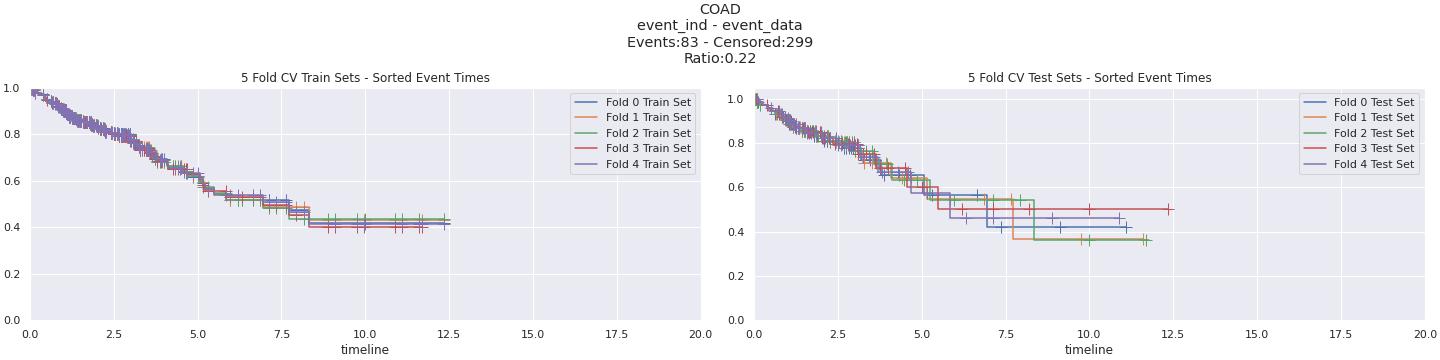 COAD
event_ind - event_data
Events:83 - Censored:299
Ratio:0.22
5 Fold CV Train Sets - Sorted Event Times
1.0
0.8
0.6
0.4
0.2
0.0
0.0 2.5 5.0 7.5 10.0 12.5 15.0 17.5 20.0
timeline
Fold 0 Train Set
Fold 1 Train Set
Fold 2 Train Set
Fold 3 Train Set
Fold 4 Train Set
5 Fold CV Test Sets - Sorted Event Times
1.0
0.8
0.6
0.4
0.2
0.0
0.0 2.5 5.0 7.5 10.0 12.5 15.0 17.5 20.0
timeline
Fold 0 Test Set
Fold 1 Test Set
Fold 2 Test Set
Fold 3 Test Set
Fold 4 Test Set